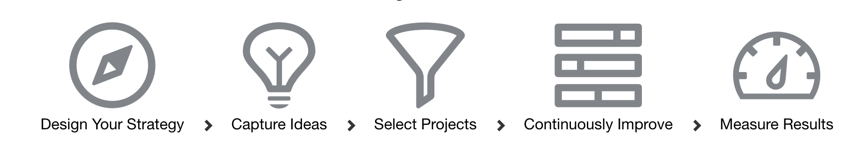 Design Your Strategy > Capture Ideas > Select Projects > Continuously Improve > Measure Results